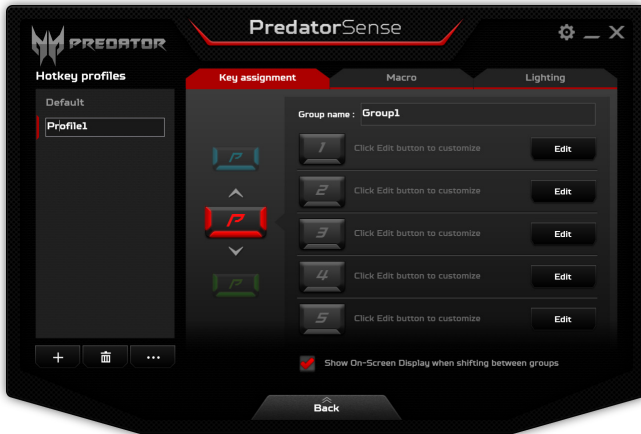 PREDATOR
PredatorSense
Hotkey profiles
Default
Profile1
Key assignment
Macro
Lighting
Group name : Group1
1 Click Edit button to customize Edit
2 Click Edit button to customize Edit
3 Click Edit button to customize Edit
4 Click Edit button to customize Edit
5 Click Edit button to customize Edit
P
P
P
Show On-Screen Display when shifting between groups
Back